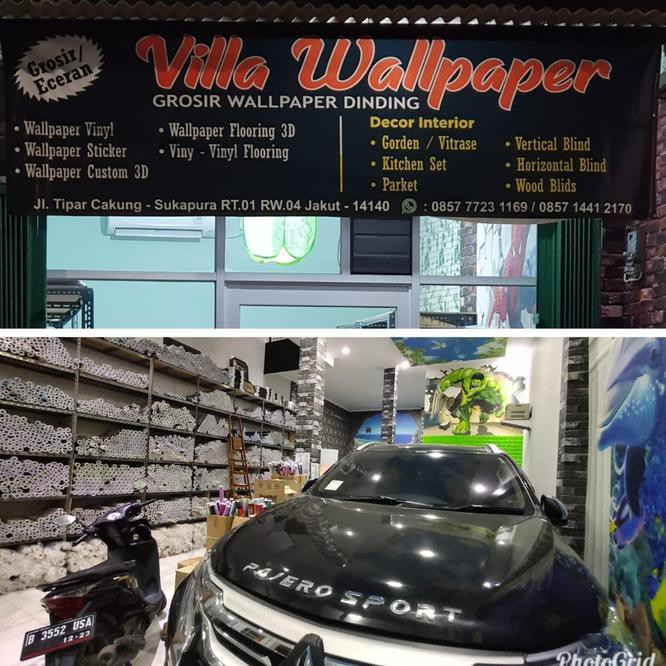 Grosir/
Eceran
Villa Wallpaper
GROSIR WALLPAPER DINDING
• Wallpaper Vinyl
• Wallpaper Sticker
• Wallpaper Custom 3D
• Wallpaper Flooring 3D
• Viny - Vinyl Flooring
Decor Interior
• Gorden / Vitrase
• Kitchen Set
• Parket
• Vertical Blind
• Horizontal Blind
• Wood Blids
Jl. Tipar Cakung - Sukapura RT.01 RW.04 Jakut - 14140 : 0857 7723 1169 / 0857 1441 2170
PAJERO SPORT
B 3552 USA
12·23
PhotoGrid